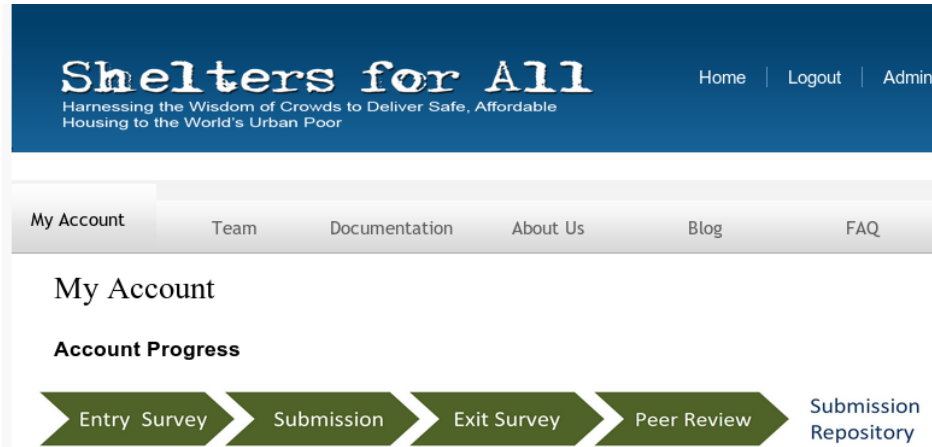 Shelters for All
Harnessing the Wisdom of Crowds to Deliver Safe, Affordable
Housing to the World's Urban Poor
Home Logout Admin
My Account Team Documentation About Us Blog FAQ
My Account
Account Progress
Entry Survey Submission Exit Survey Peer Review Submission
Repository